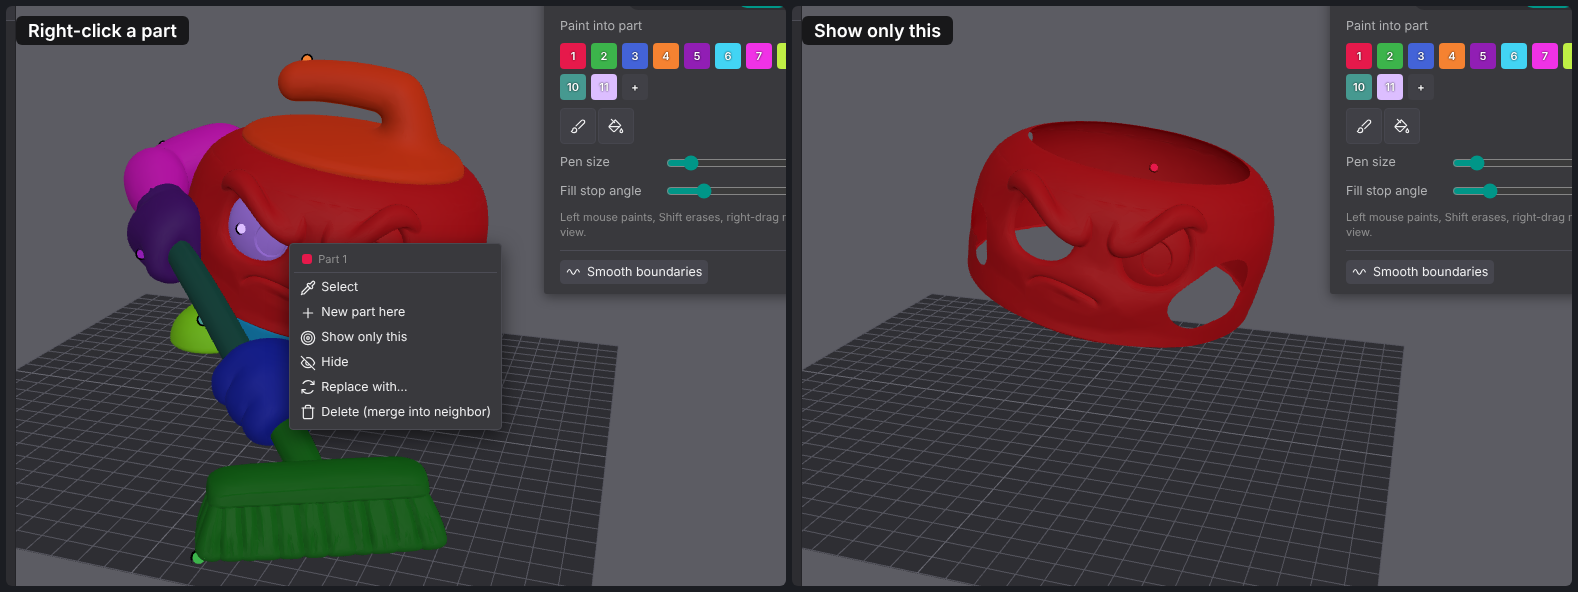 Right-click a part
Paint into part
1 2 3 4 5 6 7
10 11 +
Pen size
Fill stop angle
Left mouse paints, Shift erases, right-drag
view.
Smooth boundaries
Part 1
Select
New part here
Show only this
Hide
Replace with...
Delete (merge into neighbor)
Show only this
Paint into part
1 2 3 4 5 6 7
10 11 +
Pen size
Fill stop angle
Left mouse paints, Shift erases, right-drag
view.
Smooth boundaries